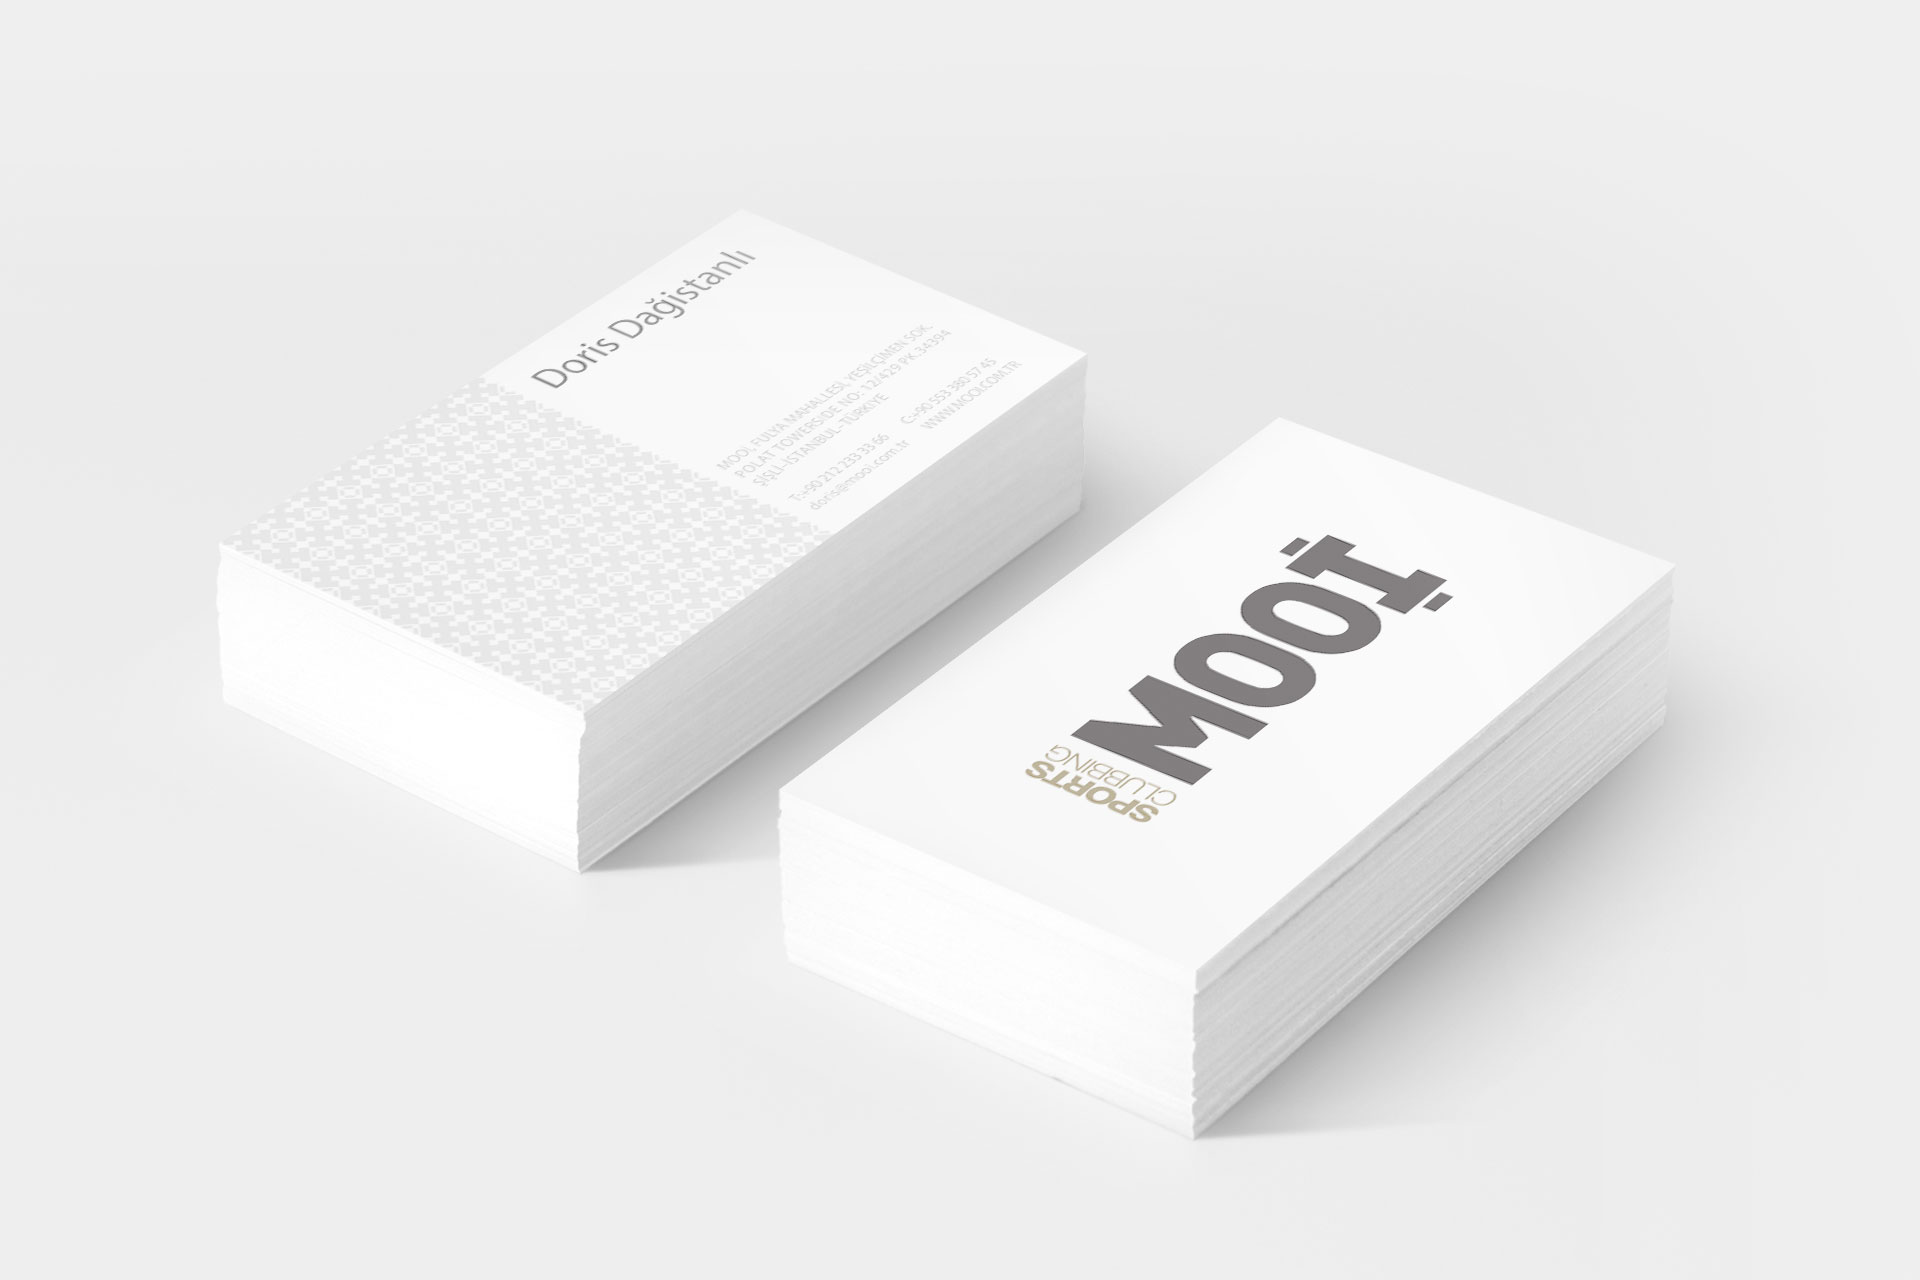 Doris Dağistanlı
MOOI, FULYA MAHALLESİ, YEŞİLÇİMEN SOK.
POLAT TOWERSIDE NO: 12/429 PK.34394
ŞİŞLİ-İSTANBUL-TÜRKİYE
T:+90 212 233 33 66 C:+90 553 380 57 45
doris@mooi.com.tr WWW.MOOI.COM.TR
MOOI
SPORTS
CLUBBING